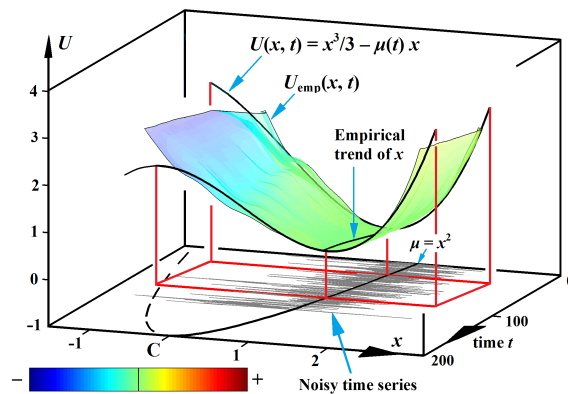 U
U(x, t) = x³/3 – μ(t) x
U_emp(x, t)
Empirical
trend of x
μ = x²
4
3
2
1
0
-1
-1
C
1
2
x
200
100
time t
Noisy time series
– +